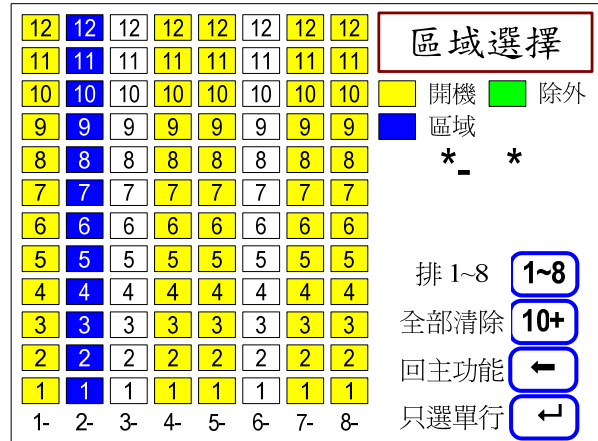 12 12 12 12 12 12 12 12
11 11 11 11 11 11 11 11
10 10 10 10 10 10 10 10
9 9 9 9 9 9 9 9
8 8 8 8 8 8 8 8
7 7 7 7 7 7 7 7
6 6 6 6 6 6 6 6
5 5 5 5 5 5 5 5
4 4 4 4 4 4 4 4
3 3 3 3 3 3 3 3
2 2 2 2 2 2 2 2
1 1 1 1 1 1 1 1
1- 2- 3- 4- 5- 6- 7- 8-
區域選擇
開機 除外
區域
*- *
排 1~8 1~8
全部清除 10+
回主功能 ←
只選單行 ↵